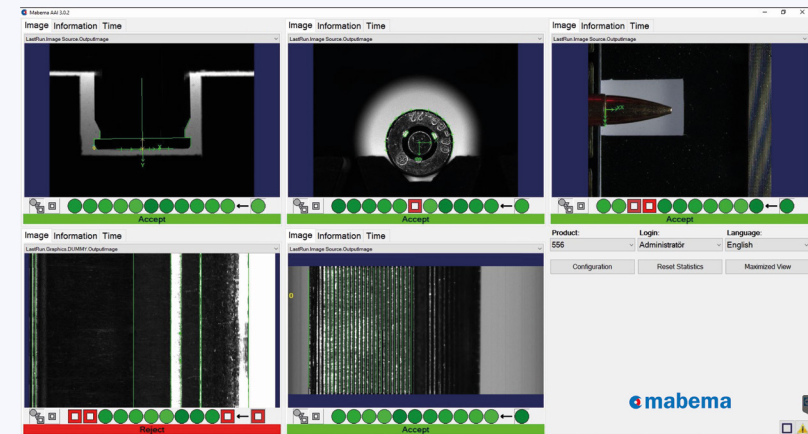 Mabema AAI 3.0.2
Image Information Time
LastRun.Image Source.OutputImage
Accept
Image Information Time
LastRun.Image Source.OutputImage
Accept
Image Information Time
LastRun.Image Source.OutputImage
Accept
Image Information Time
LastRun.Graphics.DUMMY.OutputImage
Reject
Image Information Time
LastRun.Image Source.OutputImage
0
Accept
Product: Login: Language:
556 Administratör English
Configuration Reset Statistics Maximized View
mabema